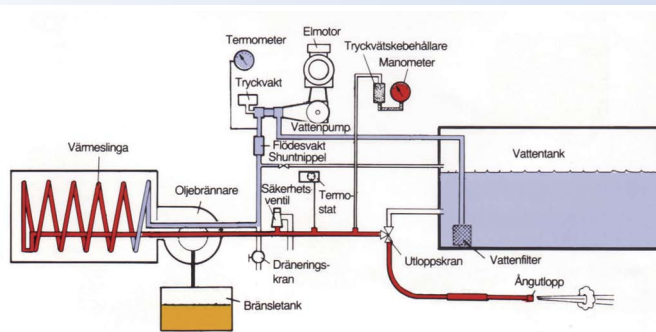 Elmotor
Termometer
Tryckvätskebehållare
Manometer
Tryckvakt
Vattenpump
Värmeslinga
Flödesvakt
Shuntnippel
Vattentank
Oljebrännare
Säkerhets
ventil
Termo-
stat
Utloppskran
Vattenfilter
Dränerings-
kran
Ångutlopp
Bränsletank